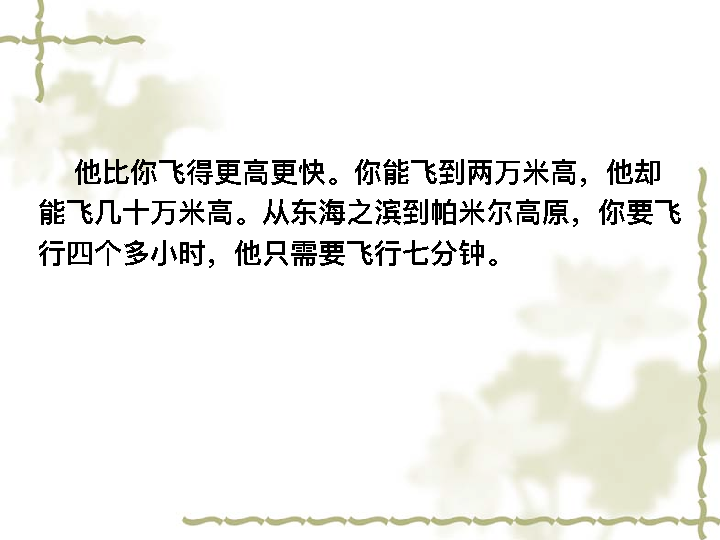 他比你飞得更高更快。你能飞到两万米高，他却
能飞几十万米高。从东海之滨到帕米尔高原，你要飞
行四个多小时，他只需要飞行七分钟。